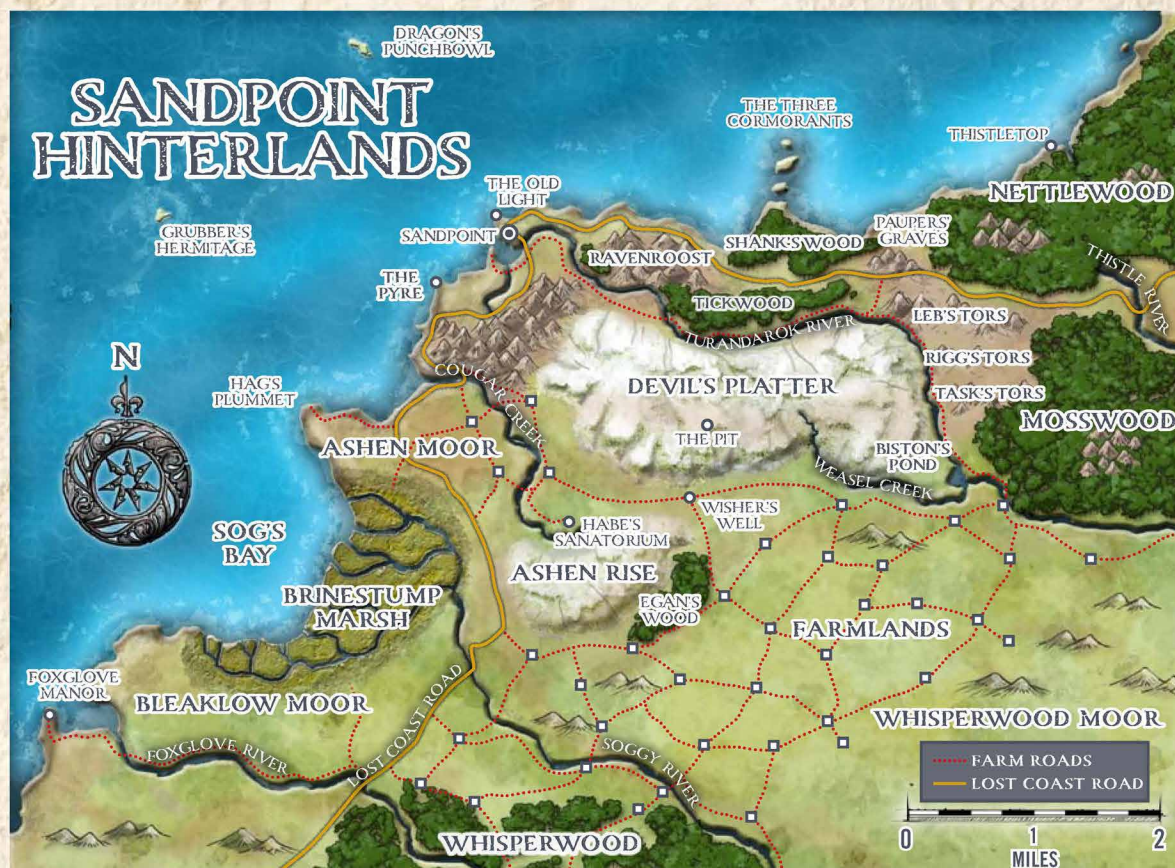 DRAGON'S
PUNCHBOWL
SANDPOINT
HINTERLANDS
THE THREE
CORMORANTS
THISTLETOP
NETTLEWOOD
THE OLD
LIGHT
GRUBBER'S
HERMITAGE
SANDPOINT
PAUPERS'
GRAVES
SHANK'S WOOD
RAVENROOST
THISTLE RIVER
THE
PYRE
TICKWOOD
LEB'S TORS
TURANDAROK RIVER
N
RIGG'S TORS
COUGAR CREEK
DEVIL'S PLATTER
HAG'S
PLUMMET
TASK'S TORS
MOSSWOOD
THE PIT
ASHEN MOOR
BISTON'S
POND
WEASEL CREEK
WISHER'S
WELL
SOG'S
BAY
HABE'S
SANATORIUM
ASHEN RISE
BRINESTUMP
MARSH
EGAN'S
WOOD
FARMLANDS
FOXGLOVE
MANOR
BLEAKLOW MOOR
WHISPERWOOD MOOR
FOXGLOVE RIVER
LOST COAST ROAD
SOGGY RIVER
FARM ROADS
LOST COAST ROAD
WHISPERWOOD
0 1 2
MILES